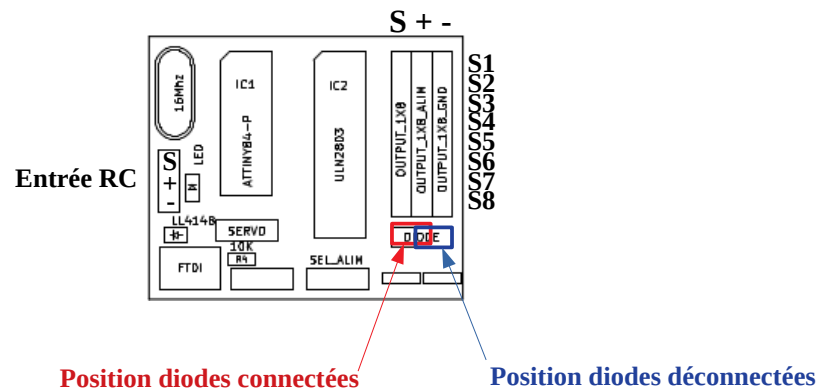 S + -
16Mhz
IC1
ATTINY84-P
IC2
ULN2803
OUTPUT_1X8
OUTPUT_1X8_ALIM
OUTPUT_1X8_GND
S1
S2
S3
S4
S5
S6
S7
S8
Entrée RC
S
+
-
LED
LL4148
SERVO
DIODE
10K
R4
FTDI
SEL_ALIM
Position diodes connectées
Position diodes déconnectées